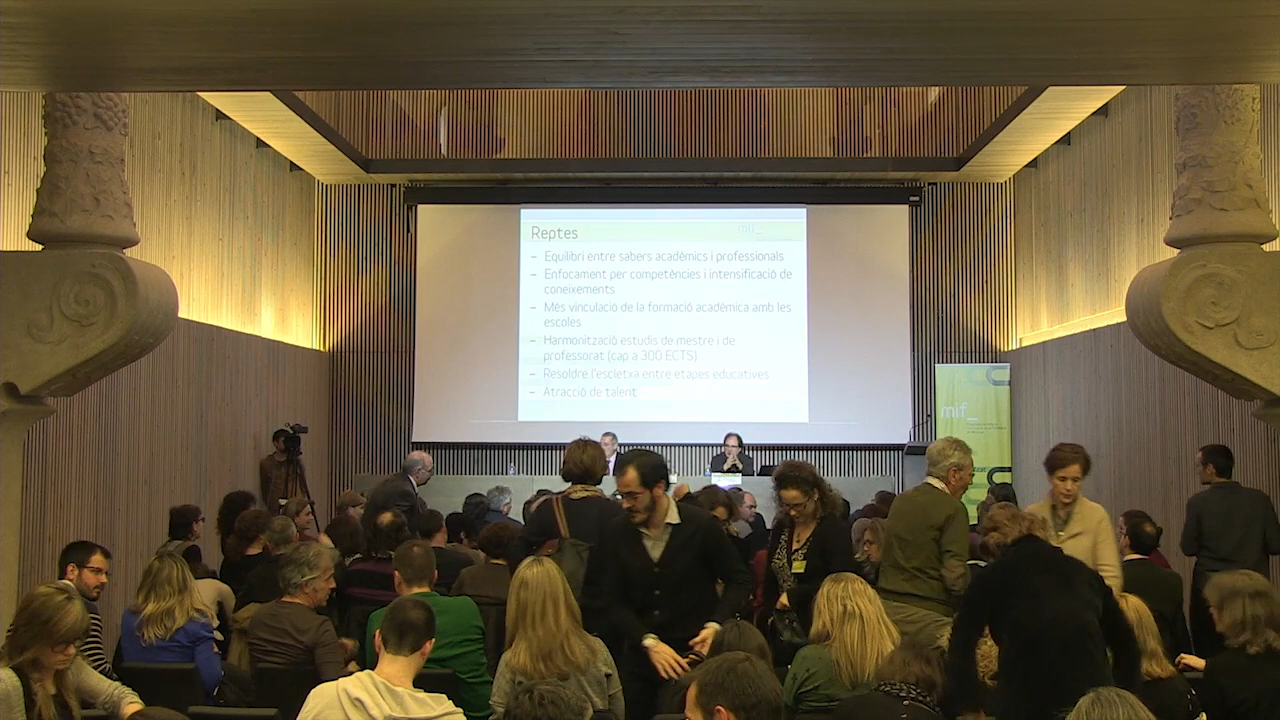 Reptes
mif_
– Equilibri entre sabers acadèmics i professionals
– Enfocament per competències i intensificació de
coneixements
– Més vinculació de la formació acadèmica amb les
escoles
– Harmonització estudis de mestre i de
professorat (cap a 300 ECTS)
– Resoldre l'escletxa entre etapes educatives
– Atracció de talent
mif_